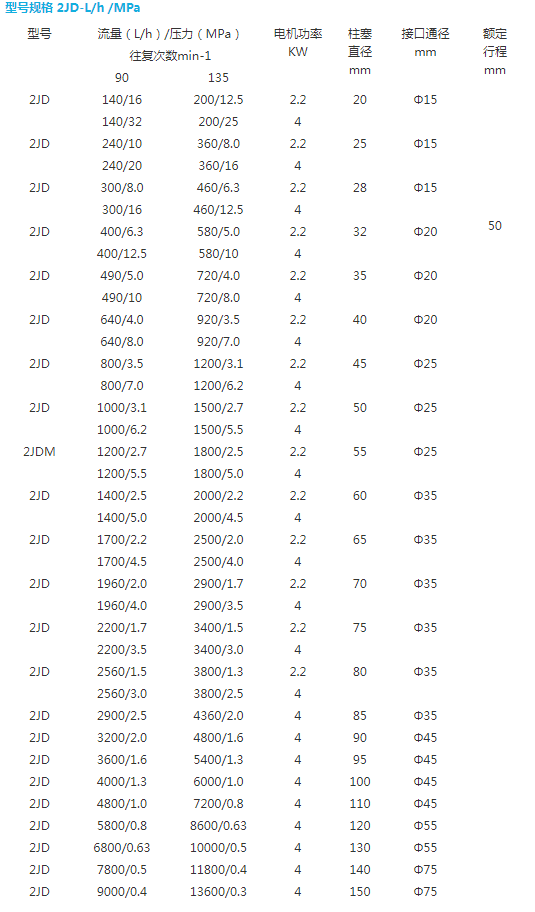 型号规格 2JD-L/h /MPa
型号 流量（L/h）/压力（MPa） 电机功率 柱塞 接口通径 额定
往复次数min-1 KW 直径 mm 行程
mm mm
90 135
2JD 140/16 200/12.5 2.2 20 Φ15
140/32 200/25 4
2JD 240/10 360/8.0 2.2 25 Φ15
240/20 360/16 4
2JD 300/8.0 460/6.3 2.2 28 Φ15
300/16 460/12.5 4
2JD 400/6.3 580/5.0 2.2 32 Φ20 50
400/12.5 580/10 4
2JD 490/5.0 720/4.0 2.2 35 Φ20
490/10 720/8.0 4
2JD 640/4.0 920/3.5 2.2 40 Φ20
640/8.0 920/7.0 4
2JD 800/3.5 1200/3.1 2.2 45 Φ25
800/7.0 1200/6.2 4
2JD 1000/3.1 1500/2.7 2.2 50 Φ25
1000/6.2 1500/5.5 4
2JDM 1200/2.7 1800/2.5 2.2 55 Φ25
1200/5.5 1800/5.0 4
2JD 1400/2.5 2000/2.2 2.2 60 Φ35
1400/5.0 2000/4.5 4
2JD 1700/2.2 2500/2.0 2.2 65 Φ35
1700/4.5 2500/4.0 4
2JD 1960/2.0 2900/1.7 2.2 70 Φ35
1960/4.0 2900/3.5 4
2JD 2200/1.7 3400/1.5 2.2 75 Φ35
2200/3.5 3400/3.0 4
2JD 2560/1.5 3800/1.3 2.2 80 Φ35
2560/3.0 3800/2.5 4
2JD 2900/2.5 4360/2.0 4 85 Φ35
2JD 3200/2.0 4800/1.6 4 90 Φ45
2JD 3600/1.6 5400/1.3 4 95 Φ45
2JD 4000/1.3 6000/1.0 4 100 Φ45
2JD 4800/1.0 7200/0.8 4 110 Φ45
2JD 5800/0.8 8600/0.63 4 120 Φ55
2JD 6800/0.63 10000/0.5 4 130 Φ55
2JD 7800/0.5 11800/0.4 4 140 Φ75
2JD 9000/0.4 13600/0.3 4 150 Φ75